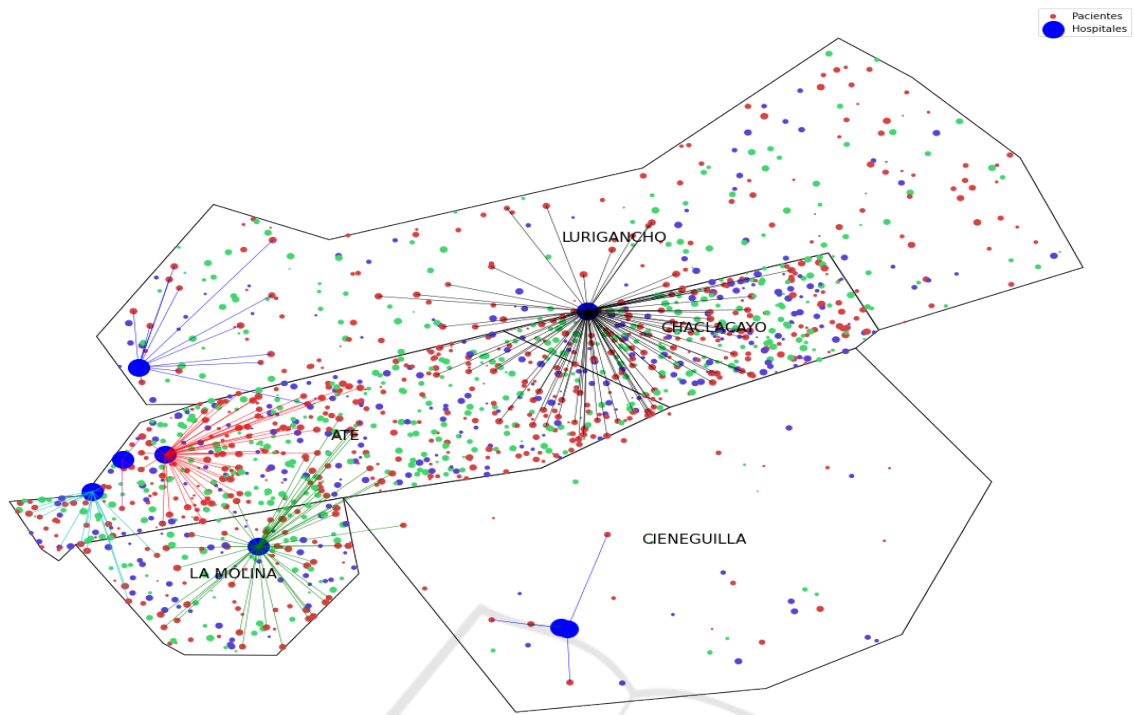 Pacientes
Hospitales
LURIGANCHO
CHACLACAYO
ATE
CIENEGUILLA
LA MOLINA